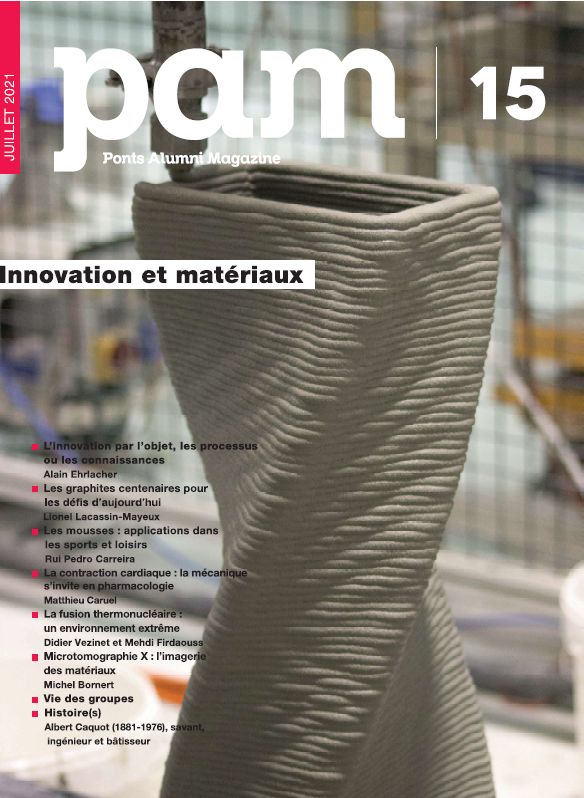 JUILLET 2021
pam
15
Ponts Alumni Magazine
Innovation et matériaux
L'innovation par l'objet, les processus
ou les connaissances
Alain Ehrlacher
Les graphites centenaires pour
les défis d'aujourd'hui
Lionel Lacassin-Mayeux
Les mousses : applications dans
les sports et loisirs
Rui Pedro Carreira
La contraction cardiaque : la mécanique
s'invite en pharmacologie
Matthieu Caruel
La fusion thermonucléaire :
un environnement extrême
Didier Vezinet et Mehdi Firdaouss
Microtomographie X : l'imagerie
des matériaux
Michel Bornert
Vie des groupes
Histoire(s)
Albert Caquot (1881-1976), savant,
ingénieur et bâtisseur